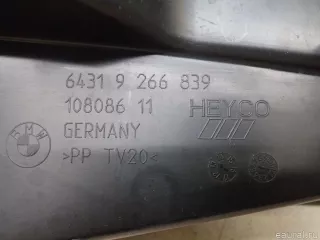 6431 9 266 839
108086 11 HEYCO
GERMANY
>PP TV20<